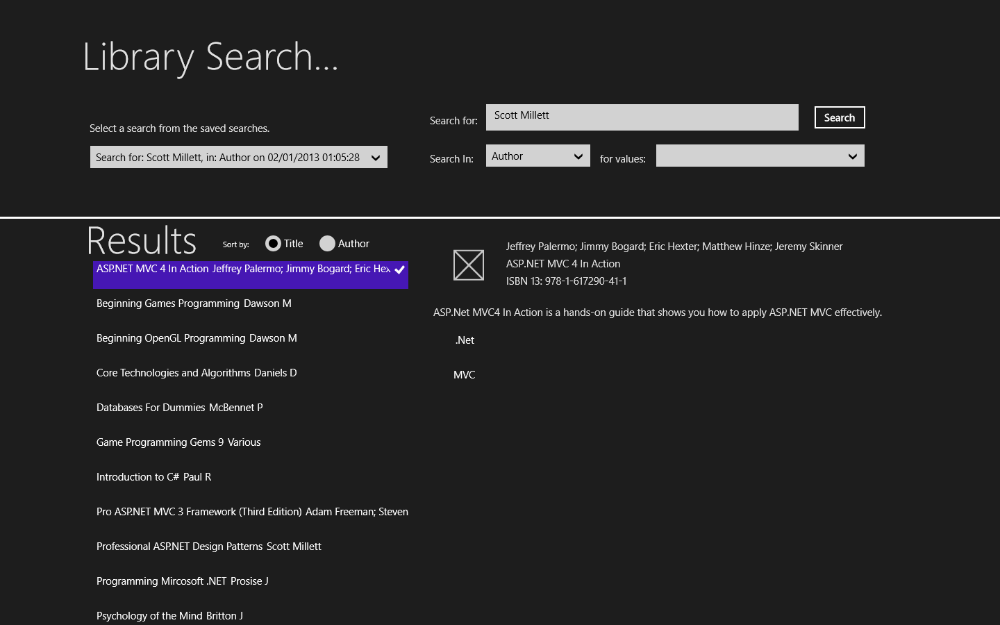 Library Search...
Select a search from the saved searches.
Search for: Scott Millett, in: Author on 02/01/2013 01:05:28
Search for:
Scott Millett
Search
Search In:
Author
for values:
Results
Sort by:
Title
Author
ASP.NET MVC 4 In Action Jeffrey Palermo; Jimmy Bogard; Eric Hex
Beginning Games Programming Dawson M
Beginning OpenGL Programming Dawson M
Core Technologies and Algorithms Daniels D
Databases For Dummies McBennet P
Game Programming Gems 9 Various
Introduction to C# Paul R
Pro ASP.NET MVC 3 Framework (Third Edition) Adam Freeman; Steven
Professional ASP.NET Design Patterns Scott Millett
Programming Mircosoft .NET Prosise J
Psychology of the Mind Britton J
Jeffrey Palermo; Jimmy Bogard; Eric Hexter; Matthew Hinze; Jeremy Skinner
ASP.NET MVC 4 In Action
ISBN 13: 978-1-617290-41-1
ASP.Net MVC4 In Action is a hands-on guide that shows you how to apply ASP.NET MVC effectively.
.Net
MVC